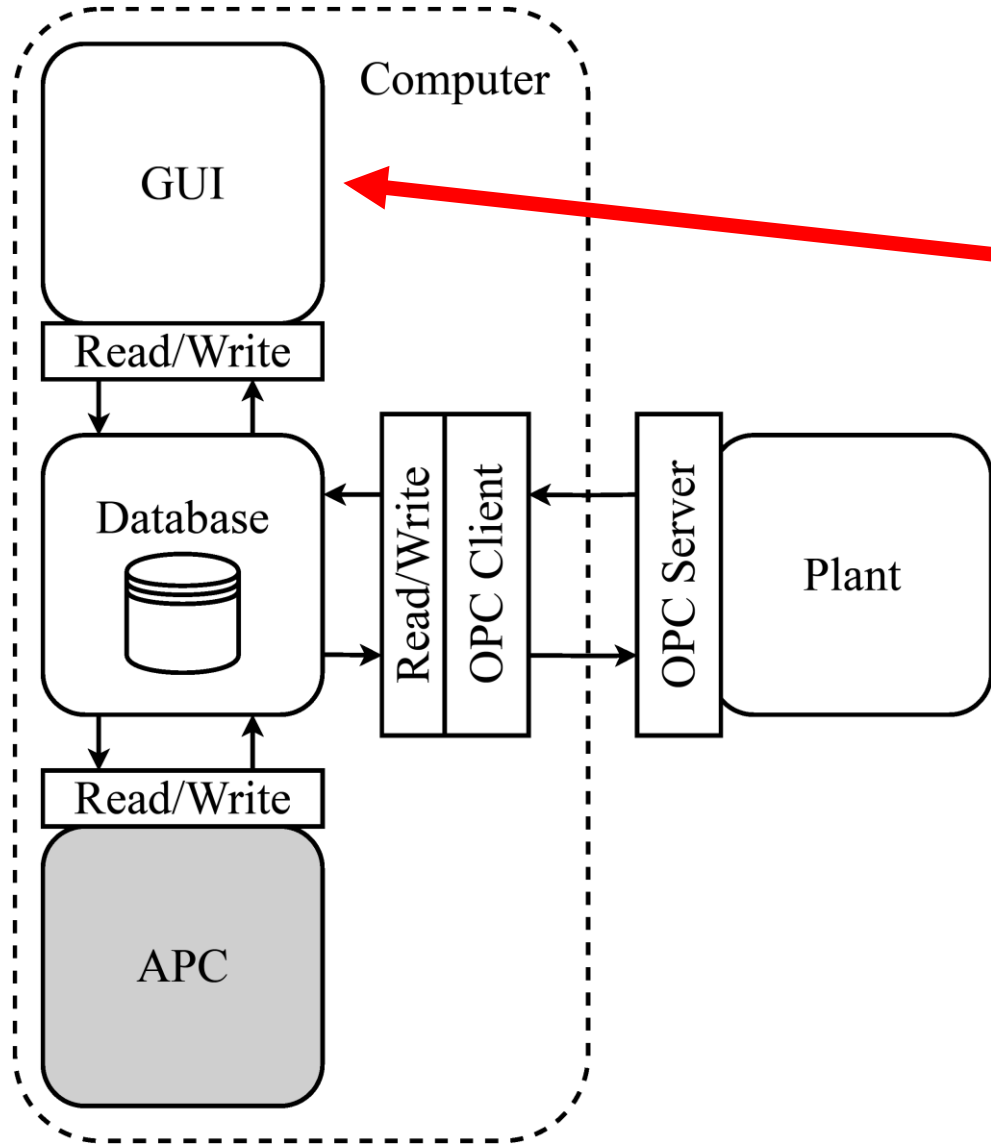 Computer
GUI
Read/Write
Database
Read/Write
OPC Client
OPC Server
Plant
Read/Write
APC